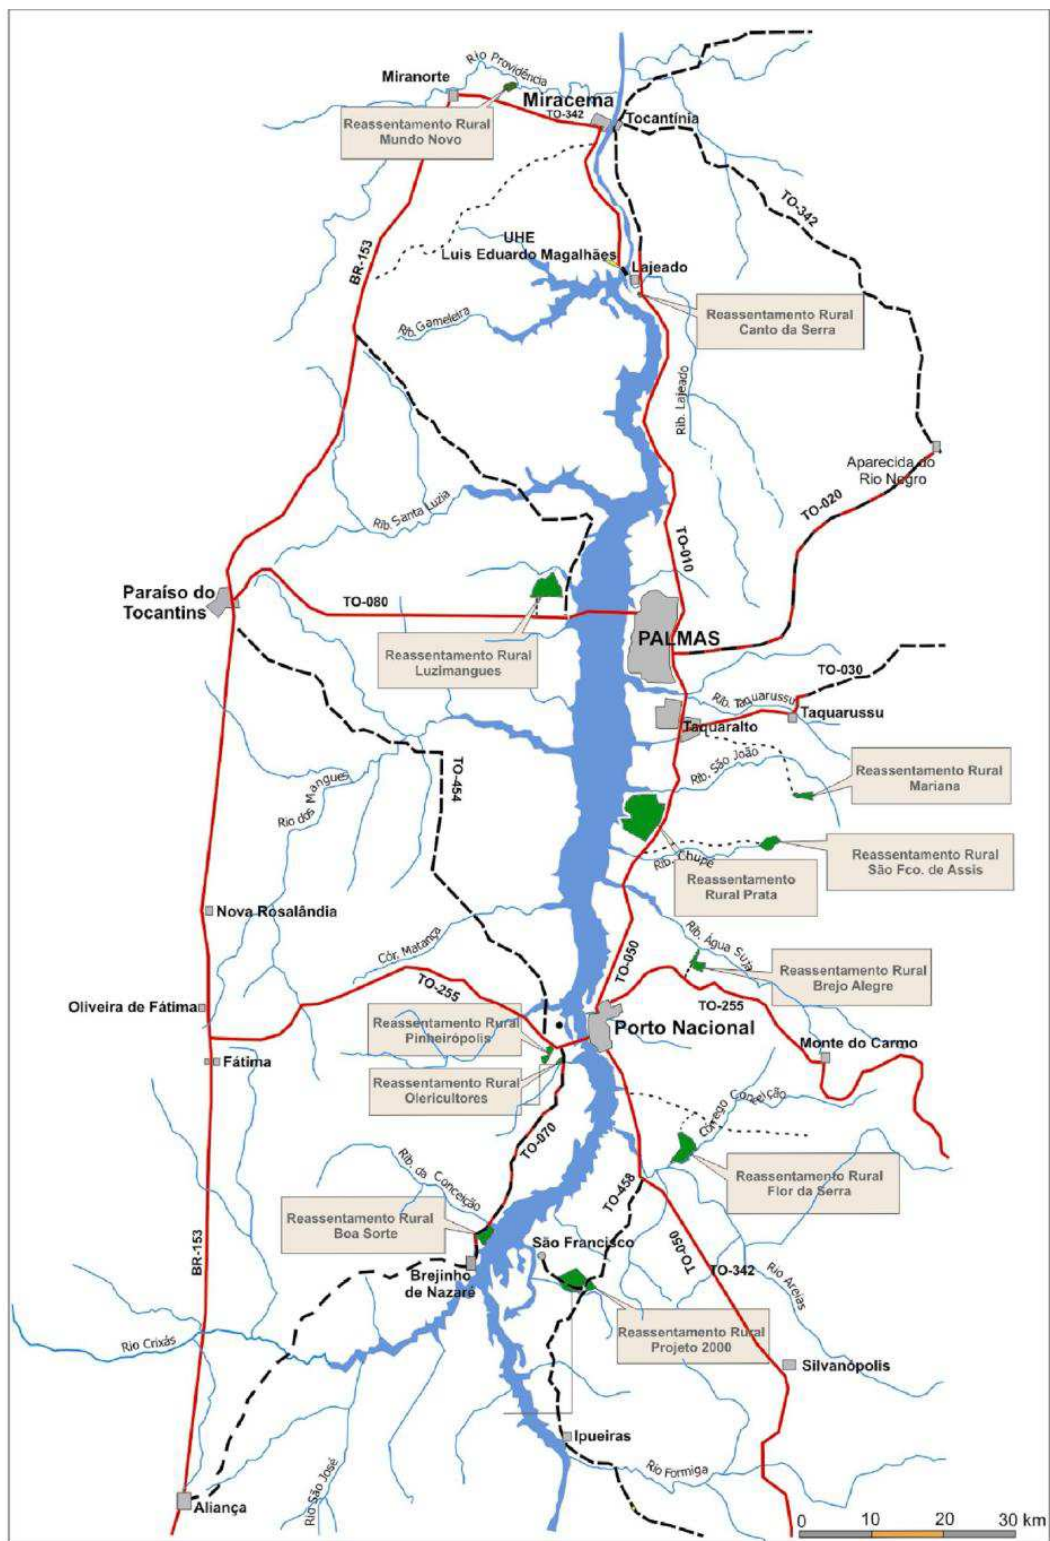 Rio Providência
Miranorte
Miracema
TO-342
Tocantínia
Reassentamento Rural
Mundo Novo
TO-342
BR-153
UHE
Luis Eduardo Magalhães
Lajeado
Reassentamento Rural
Canto da Serra
Rb. Gameleira
Rib. Lajeado
Aparecida do
Rio Negro
TO-020
Rib. Santa Luzia
TO-010
Paraíso do
Tocantins
TO-080
PALMAS
Reassentamento Rural
Luzimangues
TO-030
Rib. Taquarussu
Taquarussu
Taquaralto
Rib. São João
Reassentamento Rural
Mariana
TO-454
Rio dos Mangues
Reassentamento Rural
São Fco. de Assis
Rib. Chupé
Reassentamento
Rural Prata
Nova Rosalândia
Cór. Matança
Rib. Água Suja
TO-050
Reassentamento Rural
Brejo Alegre
TO-255
TO-255
Oliveira de Fátima
Reassentamento Rural
Pinheirópolis
Porto Nacional
Monte do Carmo
Fátima
Reassentamento Rural
Olericultores
Córrego Conceição
TO-070
Rib. da Conceição
Reassentamento Rural
Flor da Serra
TO-458
Reassentamento Rural
Boa Sorte
BR-153
São Francisco
TO-050
TO-342
Rio Areias
Brejinho
de Nazaré
Rio Crixás
Reassentamento Rural
Projeto 2000
Silvanópolis
Ipueiras
Rio Formiga
Rio São José
Aliança
0 10 20 30 km